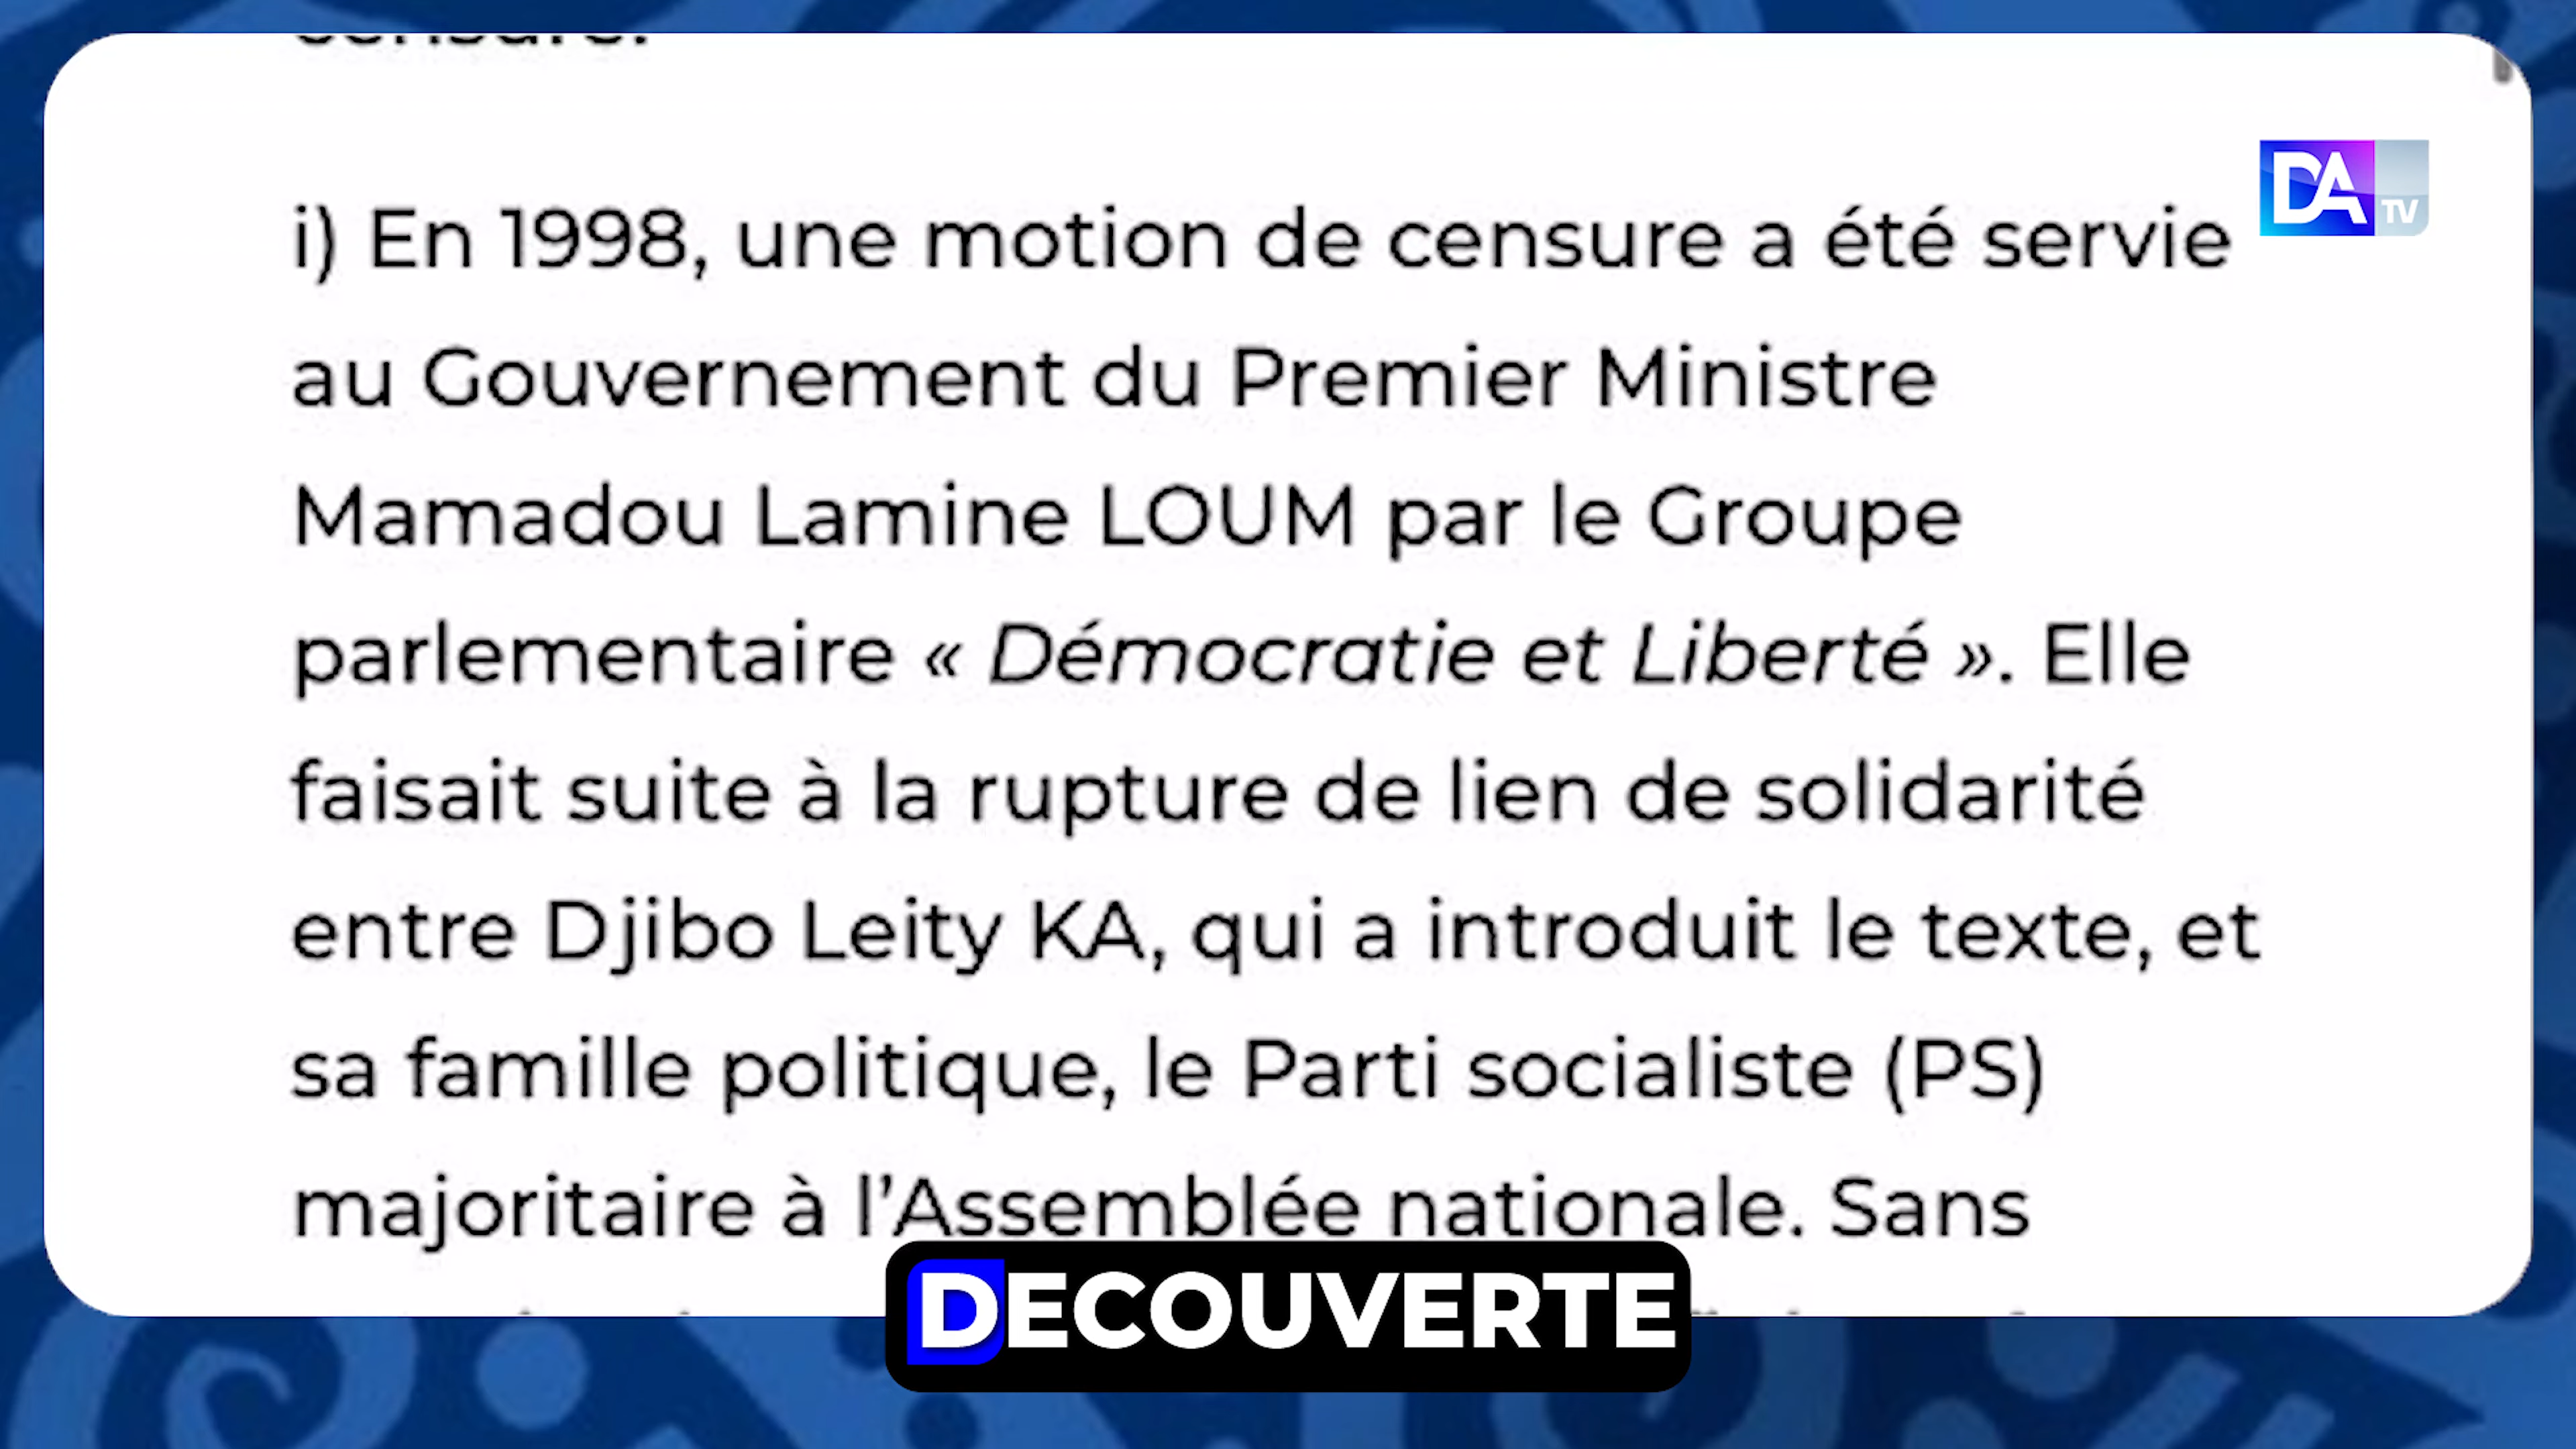 censure.
DA TV
i) En 1998, une motion de censure a été servie
au Gouvernement du Premier Ministre
Mamadou Lamine LOUM par le Groupe
parlementaire « Démocratie et Liberté ». Elle
faisait suite à la rupture de lien de solidarité
entre Djibo Leity KA, qui a introduit le texte, et
sa famille politique, le Parti socialiste (PS)
majoritaire à l’Assemblée nationale. Sans
DECOUVERTE